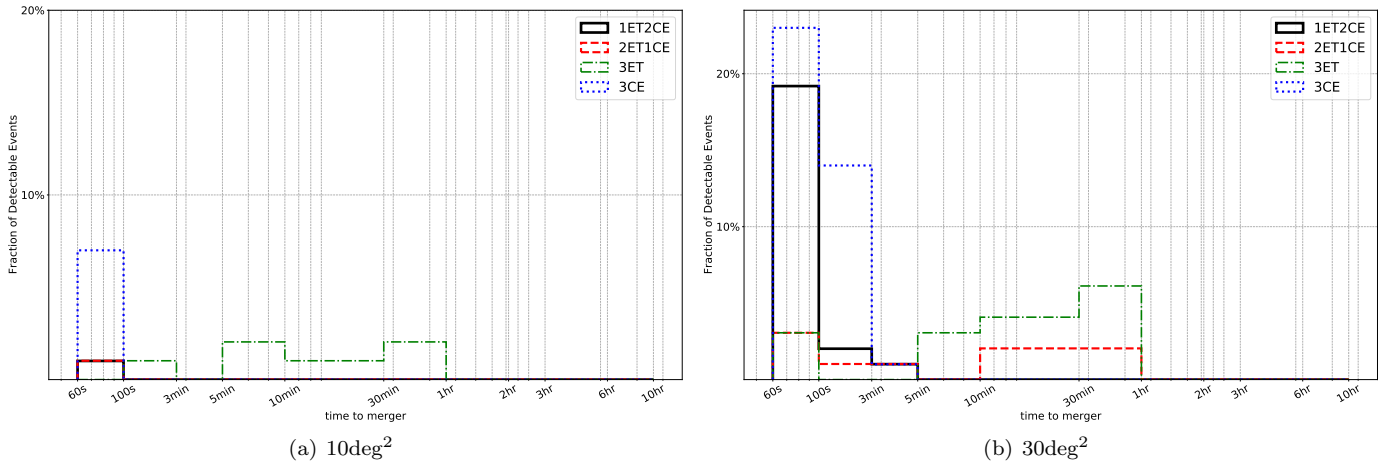 20%
10%
Fraction of Detectable Events
1ET2CE
2ET1CE
3ET
3CE
60s 100s 3min 5min 10min 30min 1hr 2hr 3hr 6hr 10hr
time to merger
(a) 10deg²
20%
10%
Fraction of Detectable Events
1ET2CE
2ET1CE
3ET
3CE
60s 100s 3min 5min 10min 30min 1hr 2hr 3hr 6hr 10hr
time to merger
(b) 30deg²